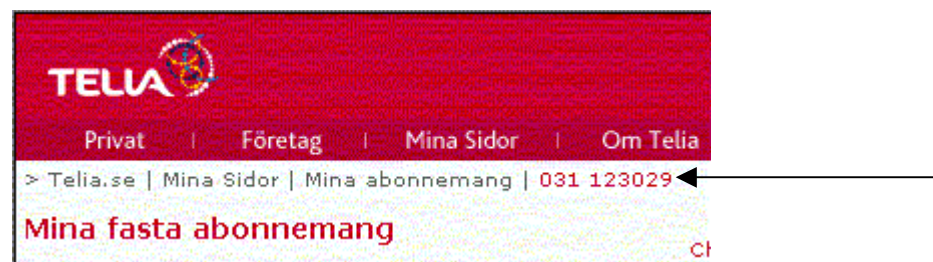 TELIA
Privat | Företag | Mina Sidor | Om Telia
> Telia.se | Mina Sidor | Mina abonnemang | 031 123029
Mina fasta abonnemang